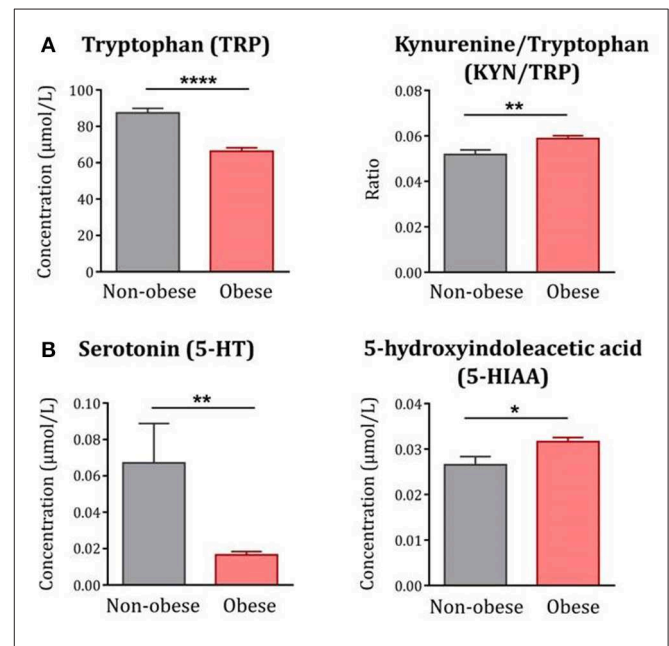 A Tryptophan (TRP)
Concentration (µmol/L)
100
80
60
40
20
0
****
Non-obese Obese
Kynurenine/Tryptophan
(KYN/TRP)
Ratio
0.08
0.06
0.04
0.02
0.00
**
Non-obese Obese
B Serotonin (5-HT)
Concentration (µmol/L)
0.10
0.08
0.06
0.04
0.02
0.00
**
Non-obese Obese
5-hydroxyindoleacetic acid
(5-HIAA)
Concentration (µmol/L)
0.04
0.03
0.02
0.01
0.00
*
Non-obese Obese